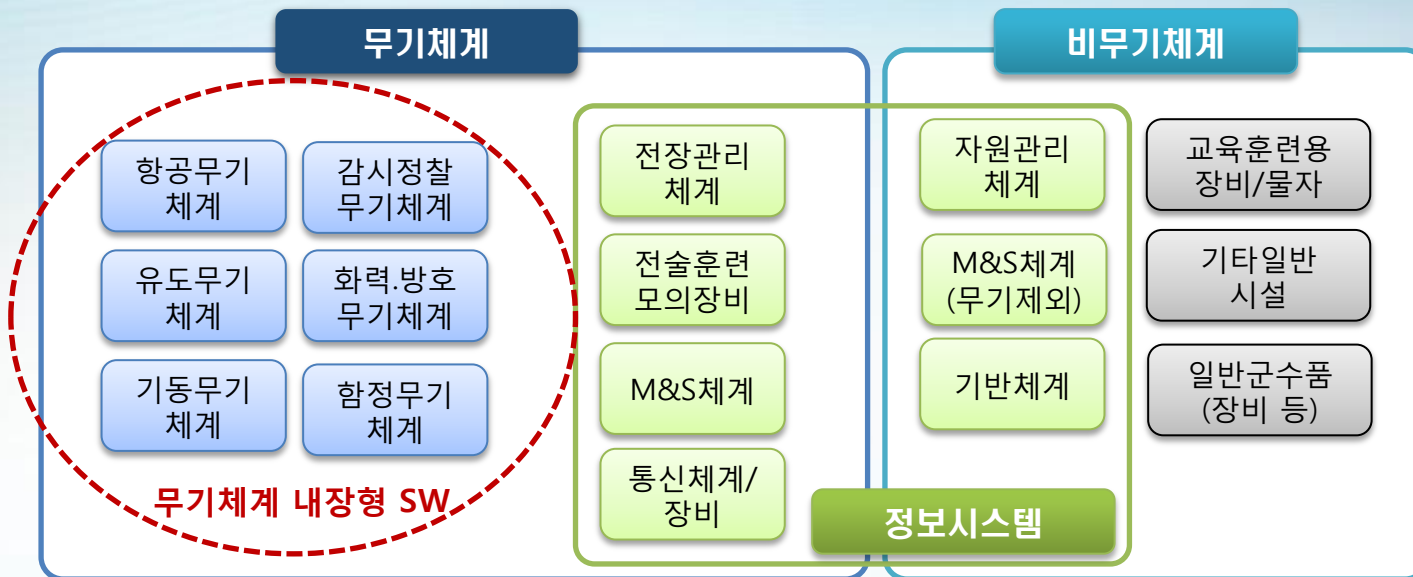 무기체계
비무기체계
항공무기
체계
감시정찰
무기체계
유도무기
체계
화력.방호
무기체계
기동무기
체계
함정무기
체계
무기체계 내장형 SW
전장관리
체계
전술훈련
모의장비
M&S체계
통신체계/
장비
자원관리
체계
M&S체계
(무기제외)
기반체계
정보시스템
교육훈련용
장비/물자
기타일반
시설
일반군수품
(장비 등)